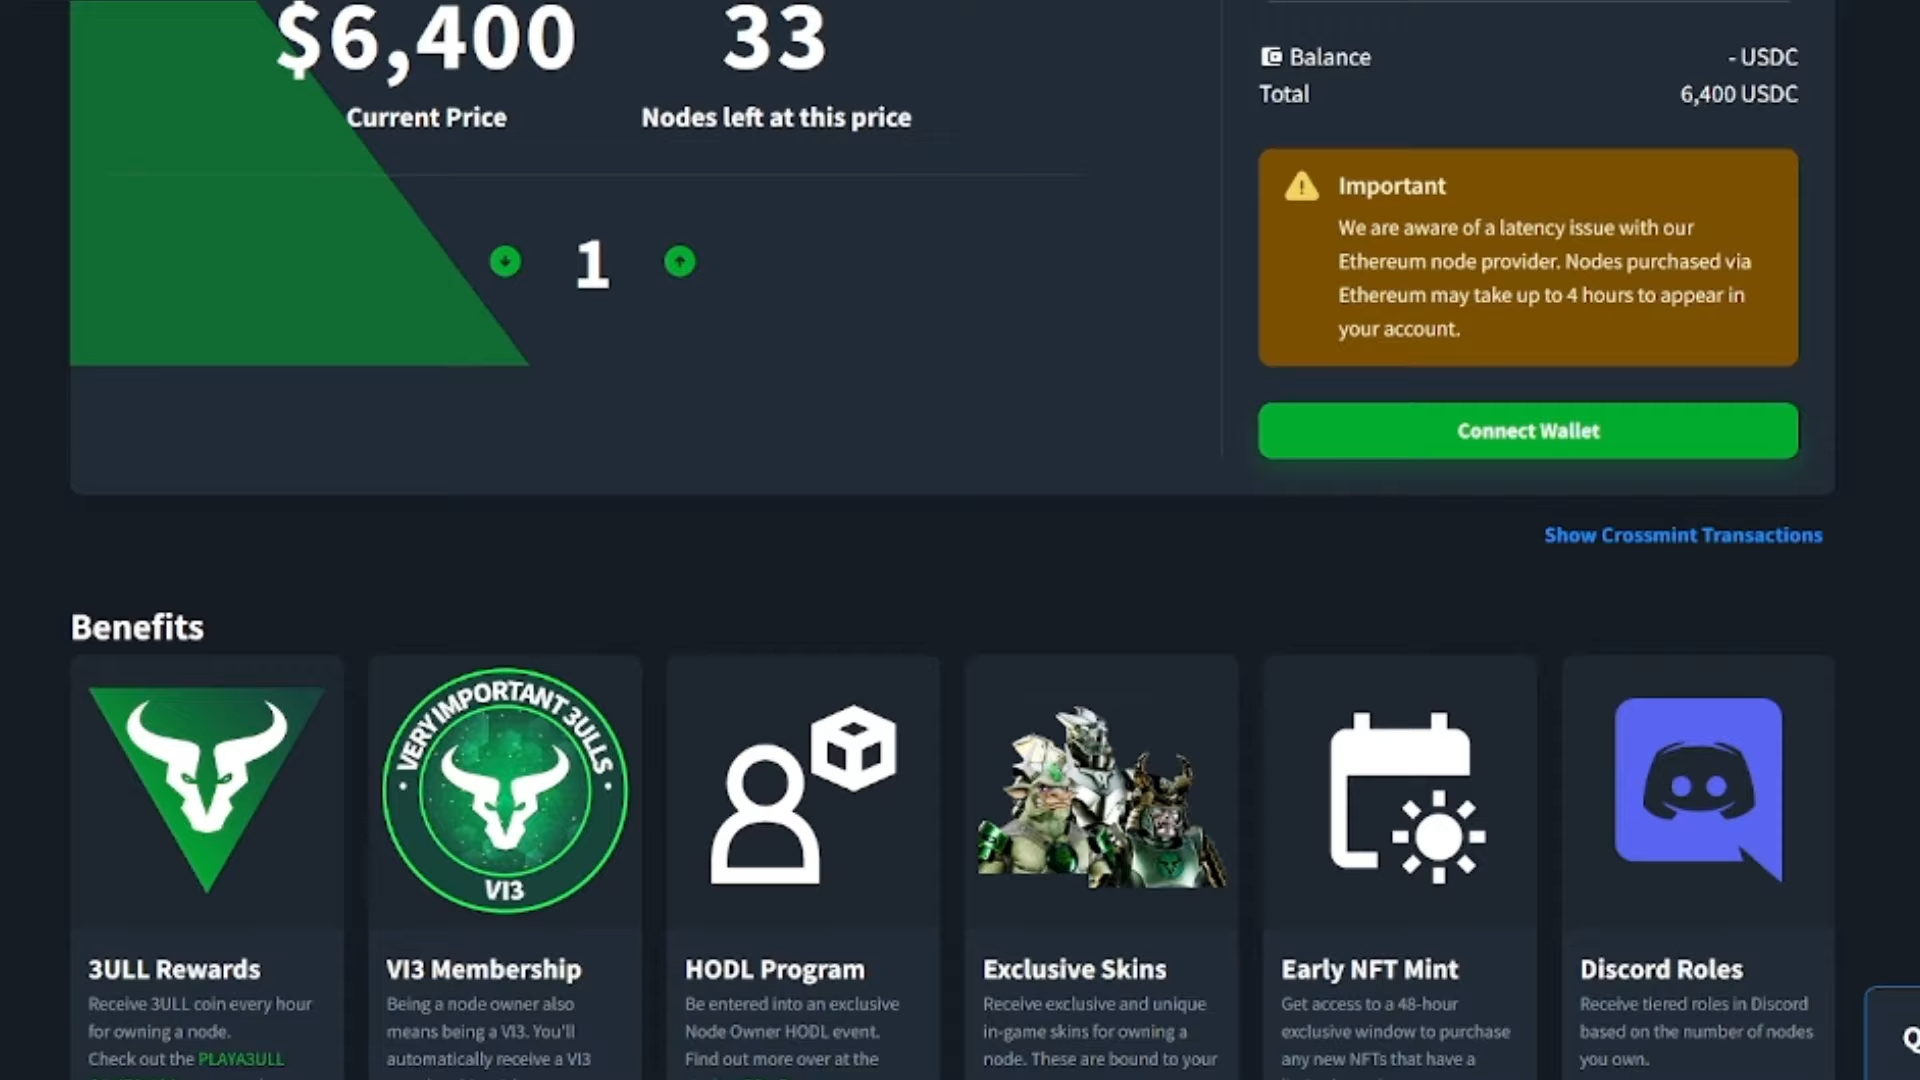 $6,400
33
Current Price
Nodes left at this price
1
Balance
- USDC
Total
6,400 USDC
Important
We are aware of a latency issue with our
Ethereum node provider. Nodes purchased via
Ethereum may take up to 4 hours to appear in
your account.
Connect Wallet
Show Crossmint Transactions
Benefits
VERY IMPORTANT 3ULLS
VI3
3ULL Rewards
Receive 3ULL coin every hour
for owning a node.
Check out the PLAYA3ULL
VI3 Membership
Being a node owner also
means being a VI3. You'll
automatically receive a VI3
HODL Program
Be entered into an exclusive
Node Owner HODL event.
Find out more over at the
Exclusive Skins
Receive exclusive and unique
in-game skins for owning a
node. These are bound to your
Early NFT Mint
Get access to a 48-hour
exclusive window to purchase
any new NFTs that have a
Discord Roles
Receive tiered roles in Discord
based on the number of nodes
you own.